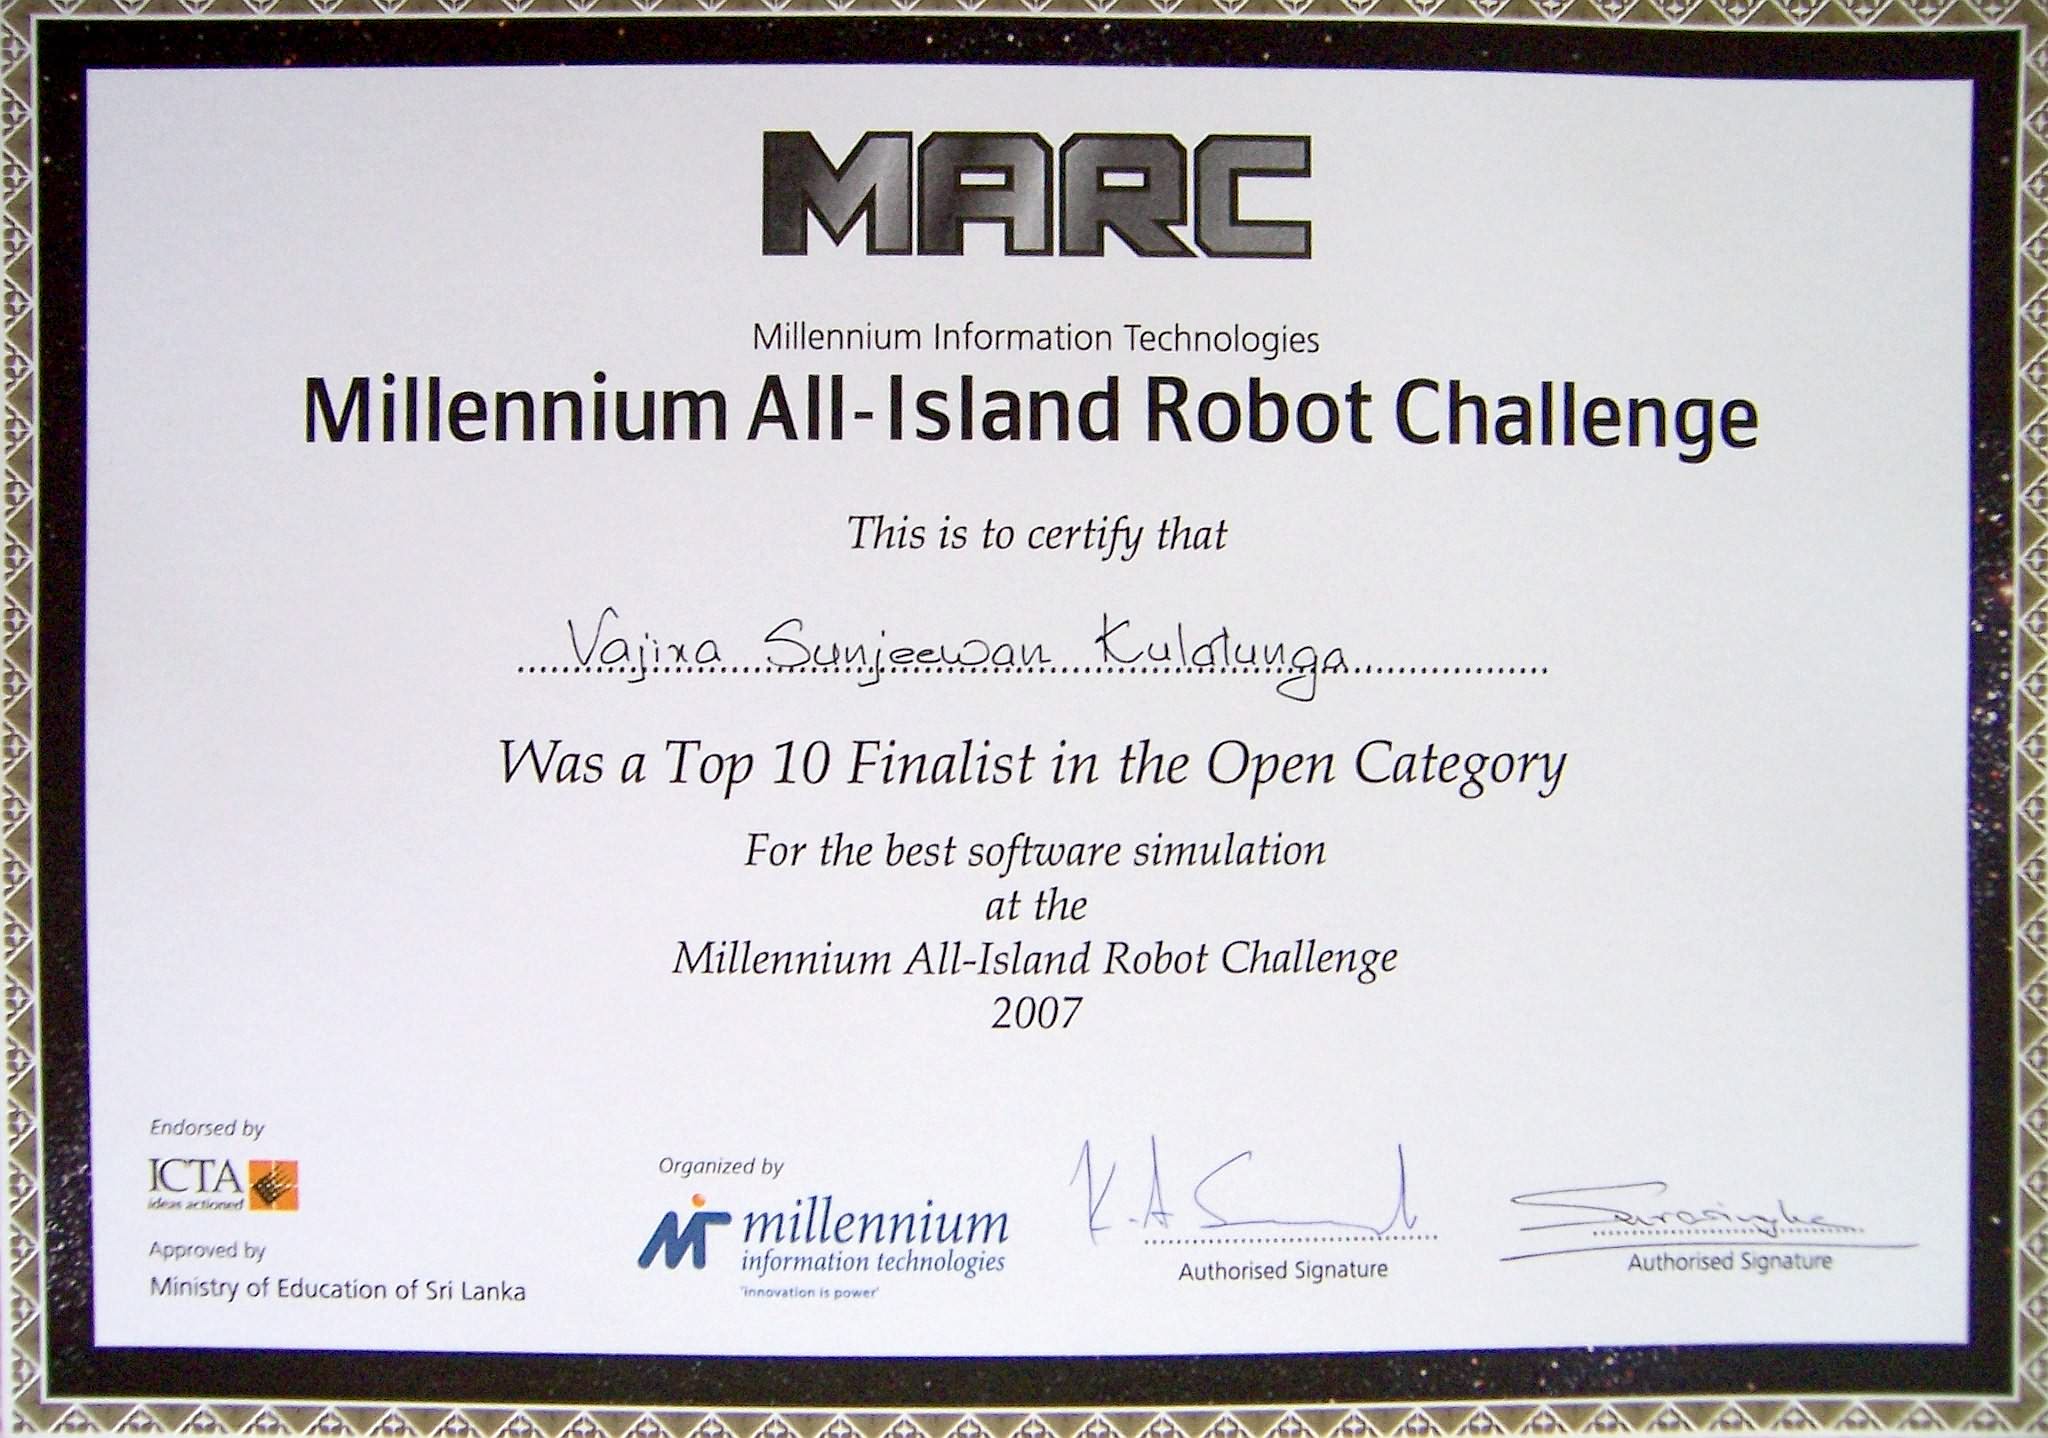 MARC
Millennium Information Technologies
Millennium All-Island Robot Challenge
This is to certify that
Vajira Sunjeewan Kulatunga
Was a Top 10 Finalist in the Open Category
For the best software simulation
at the
Millennium All-Island Robot Challenge
2007
Endorsed by
ICTA
ideas actioned
Approved by
Ministry of Education of Sri Lanka
Organized by
millennium
information technologies
'innovation is power'
Authorised Signature
Authorised Signature